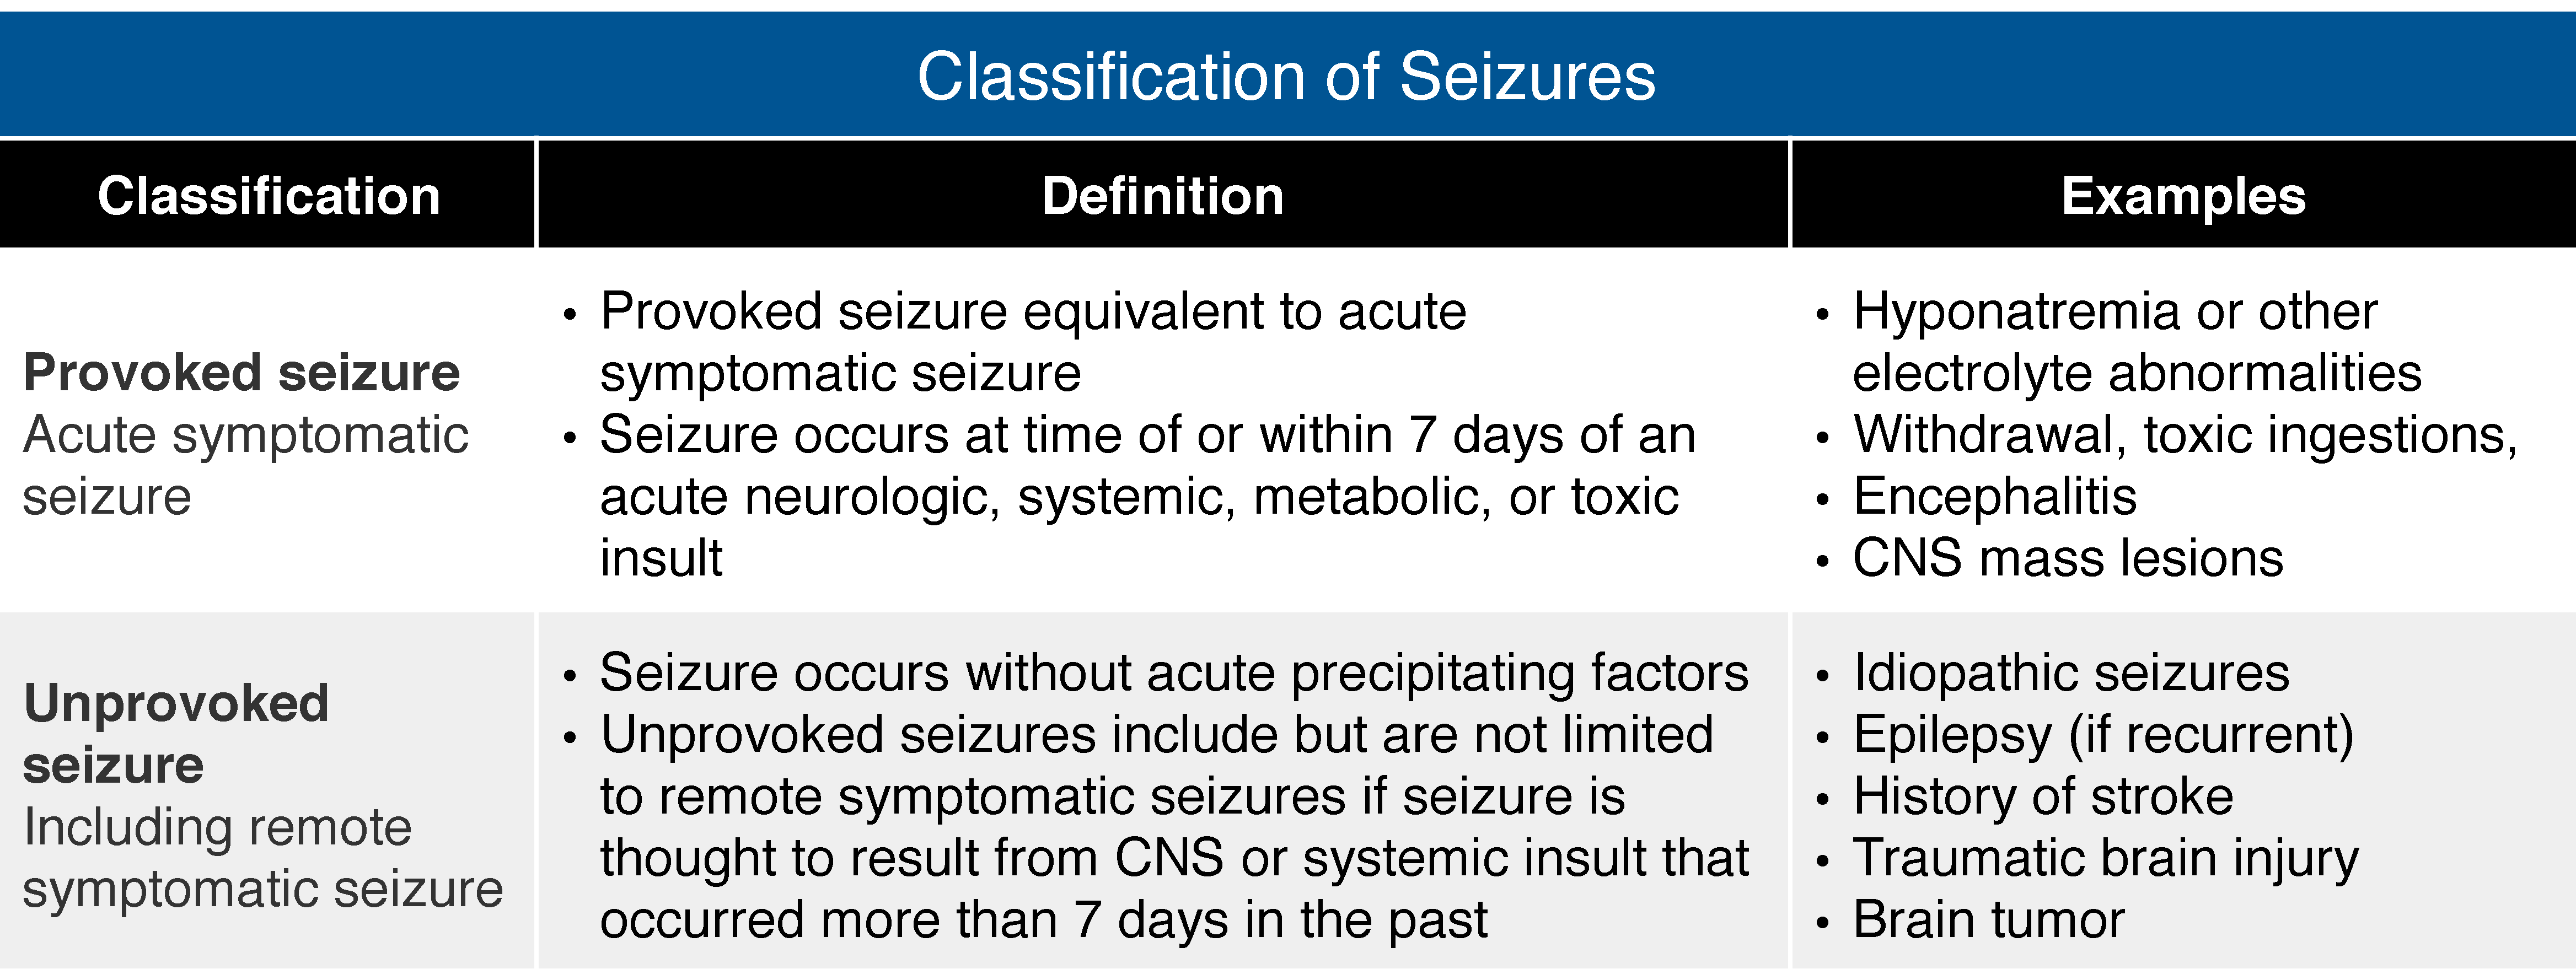 Classification of Seizures
Classification
Definition
Examples
Provoked seizure
Acute symptomatic
seizure
• Provoked seizure equivalent to acute
symptomatic seizure
• Seizure occurs at time of or within 7 days of an
acute neurologic, systemic, metabolic, or toxic
insult
• Hyponatremia or other
electrolyte abnormalities
• Withdrawal, toxic ingestions,
• Encephalitis
• CNS mass lesions
Unprovoked
seizure
Including remote
symptomatic seizure
• Seizure occurs without acute precipitating factors
• Unprovoked seizures include but are not limited
to remote symptomatic seizures if seizure is
thought to result from CNS or systemic insult that
occurred more than 7 days in the past
• Idiopathic seizures
• Epilepsy (if recurrent)
• History of stroke
• Traumatic brain injury
• Brain tumor